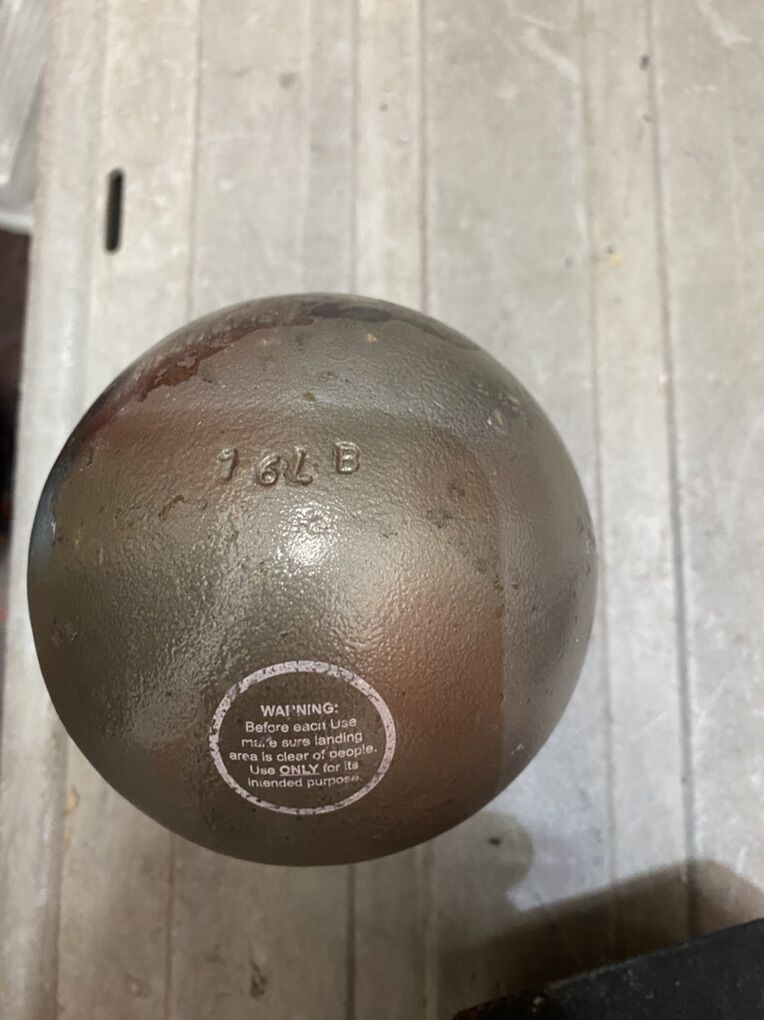 16LB
WARNING:
Before each Use
make sure landing
area is clear of people.
Use ONLY for its
intended purpose.